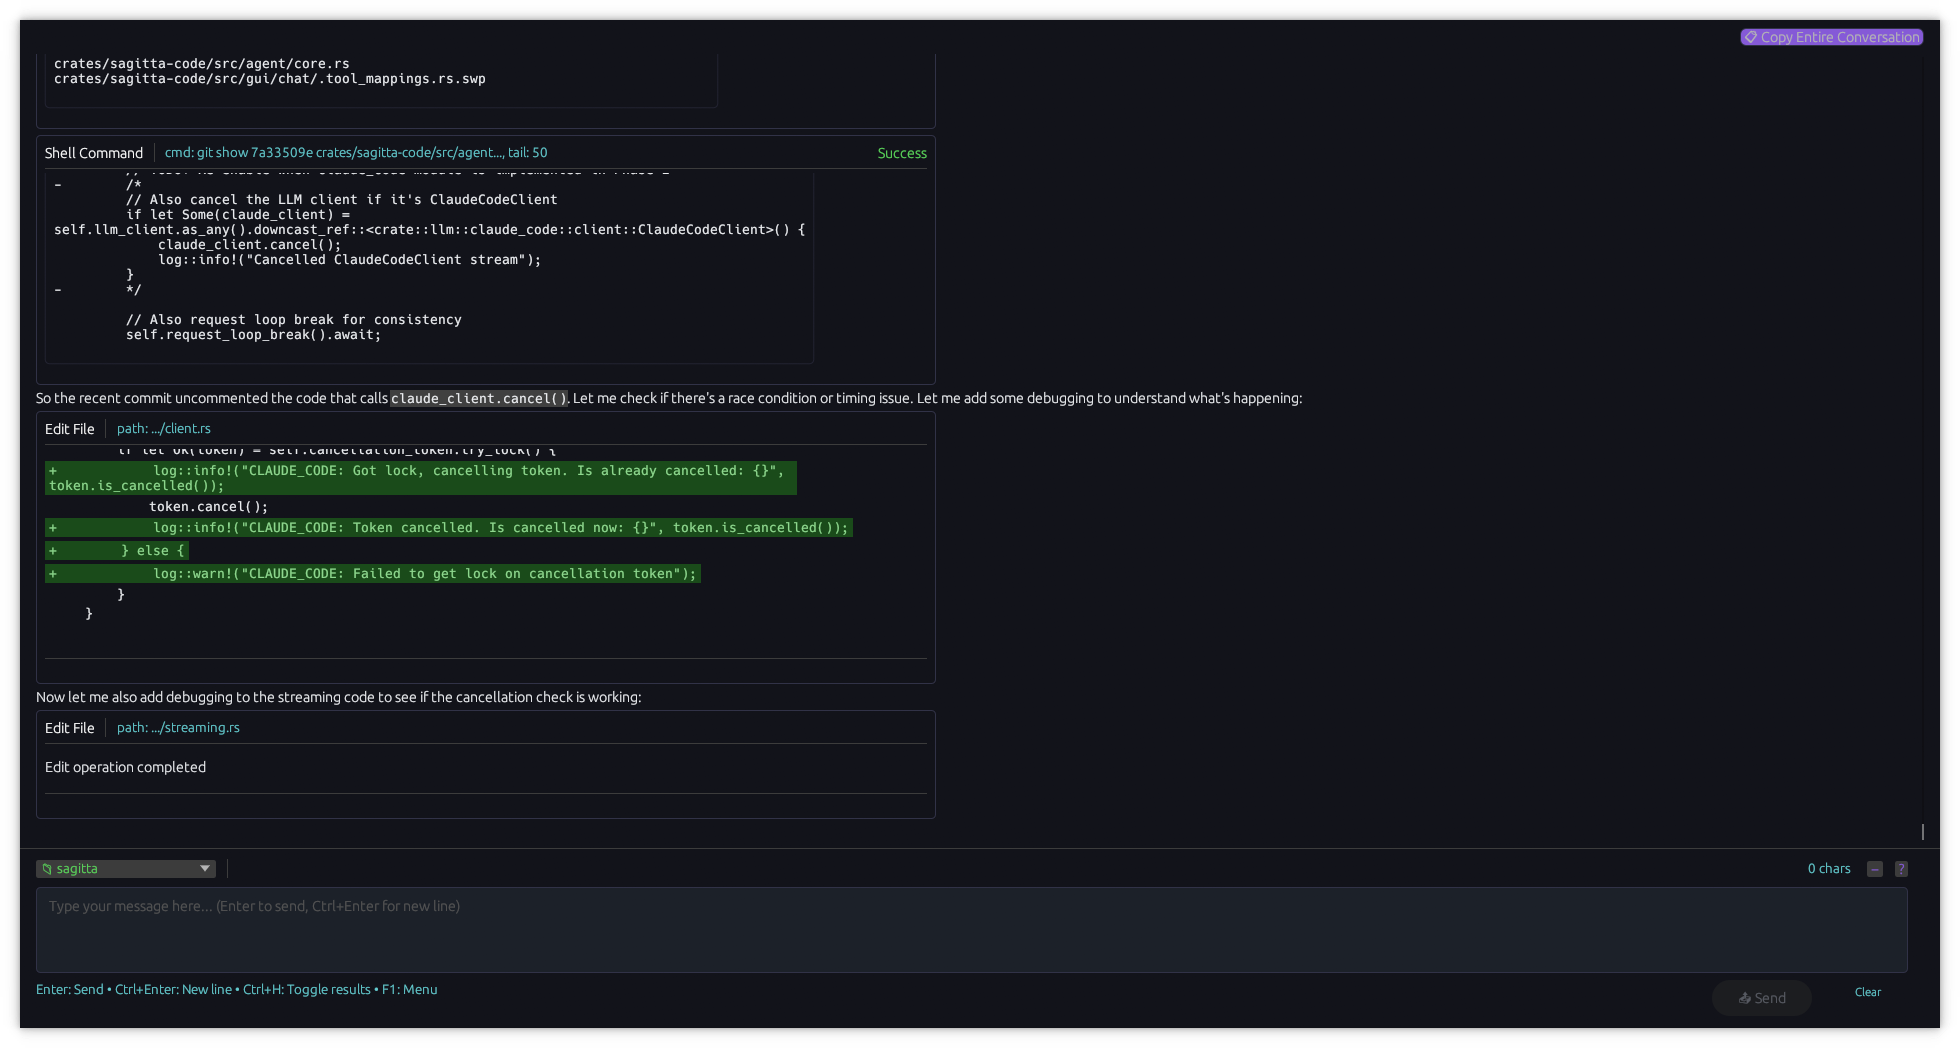 Copy Entire Conversation
crates/sagitta-code/src/agent/core.rs
crates/sagitta-code/src/gui/chat/.tool_mappings.rs.swp
Shell Command cmd: git show 7a33509e crates/sagitta-code/src/agent..., tail: 50 Success
-        /*
         // Also cancel the LLM client if it's ClaudeCodeClient
         if let Some(claude_client) =
self.llm_client.as_any().downcast_ref::<crate::llm::claude_code::client::ClaudeCodeClient>() {
             claude_client.cancel();
             log::info!("Cancelled ClaudeCodeClient stream");
         }
-        */
         // Also request loop break for consistency
         self.request_loop_break().await;
So the recent commit uncommented the code that calls claude_client.cancel(). Let me check if there's a race condition or timing issue. Let me add some debugging to understand what's happening:
Edit File path: .../client.rs
        if let Ok(token) = self.cancellation_token.try_lock() {
+            log::info!("CLAUDE_CODE: Got lock, cancelling token. Is already cancelled: {}",
token.is_cancelled());
            token.cancel();
+            log::info!("CLAUDE_CODE: Token cancelled. Is cancelled now: {}", token.is_cancelled());
+        } else {
+            log::warn!("CLAUDE_CODE: Failed to get lock on cancellation token");
        }
    }
Now let me also add debugging to the streaming code to see if the cancellation check is working:
Edit File path: .../streaming.rs
Edit operation completed
sagitta 0 chars − ?
Type your message here... (Enter to send, Ctrl+Enter for new line)
Enter: Send • Ctrl+Enter: New line • Ctrl+H: Toggle results • F1: Menu
Send Clear